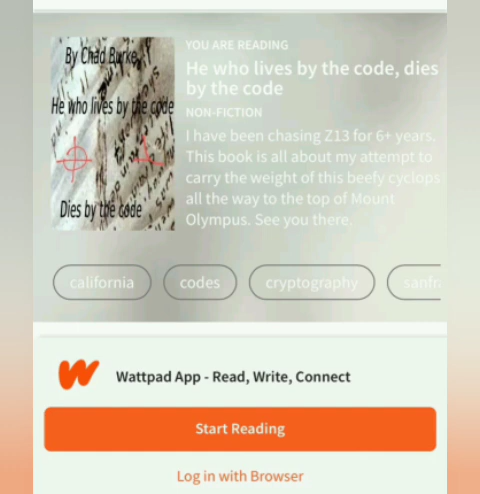 By Chad Burke
He who lives by the code
Dies by the code
YOU ARE READING
He who lives by the code, dies
by the code
NON-FICTION
I have been chasing Z13 for 6+ years.
This book is all about my attempt to
carry the weight of this beefy cyclops
all the way to the top of Mount
Olympus. See you there.
california
codes
cryptography
Wattpad App - Read, Write, Connect
Start Reading
Log in with Browser